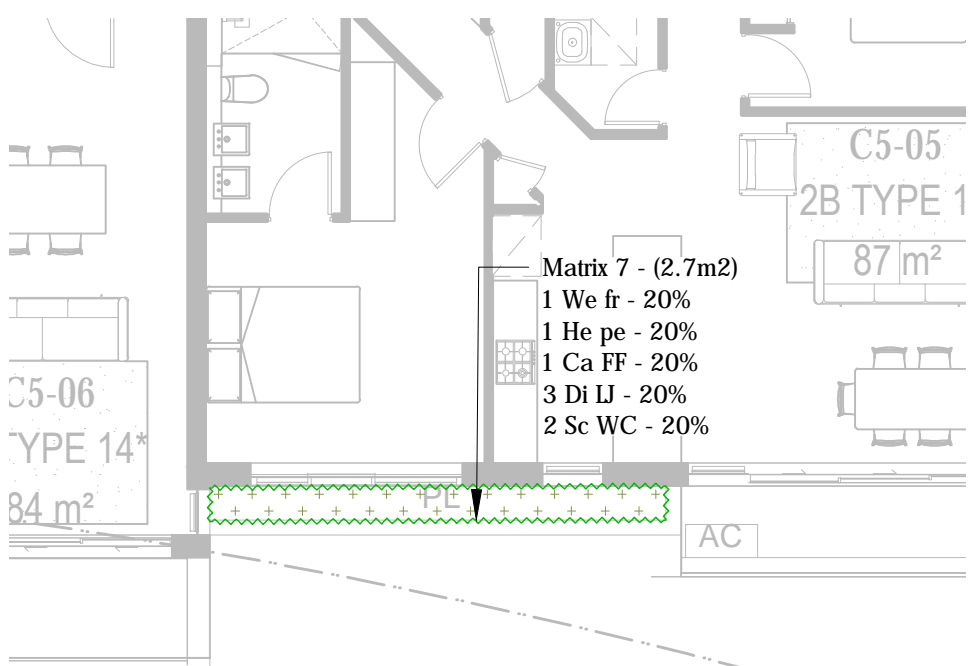 C5-05
2B TYPE 1
87 m²
Matrix 7 - (2.7m2)
1 We fr - 20%
1 He pe - 20%
1 Ca FF - 20%
3 Di LJ - 20%
2 Sc WC - 20%
C5-06
TYPE 14*
84 m²
PL
AC